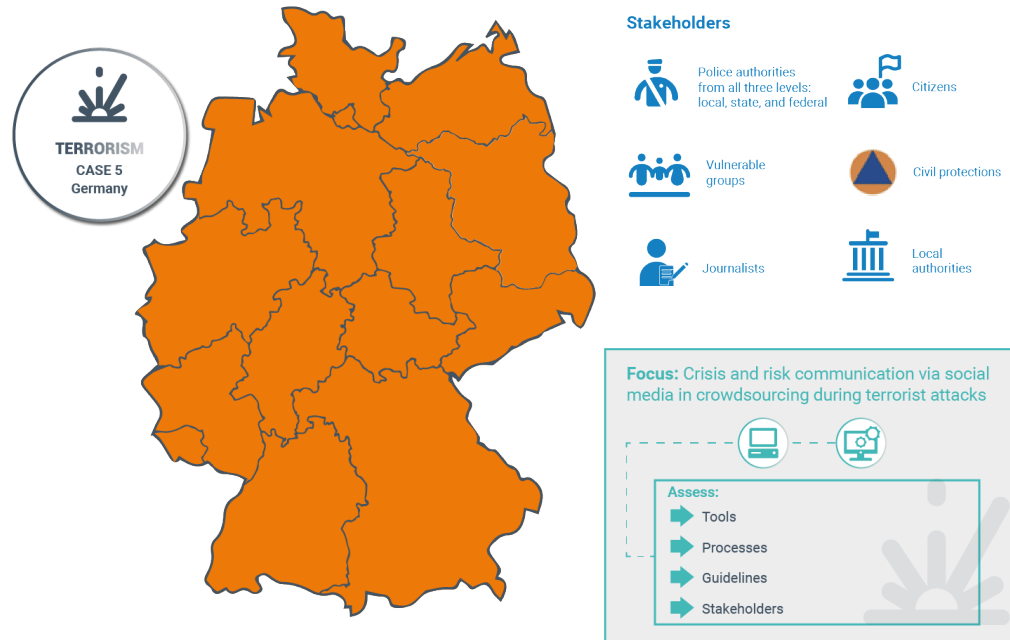 TERRORISM
CASE 5
Germany
Stakeholders
Police authorities
from all three levels:
local, state, and federal
Citizens
Vulnerable
groups
Civil protections
Journalists
Local
authorities
Focus: Crisis and risk communication via social
media in crowdsourcing during terrorist attacks
Assess:
Tools
Processes
Guidelines
Stakeholders